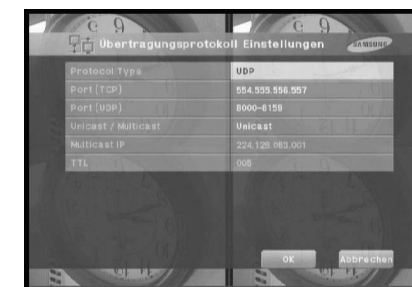 Übertragungsprotokoll Einstellungen
SAMSUNG
Protocol Type UDP
Port (TCP) 554.555.556.557
Port (UDP) 8000-8159
Unicast / Multicast Unicast
Multicast IP 224.126.063.001
TTL 005
OK Abbrechen